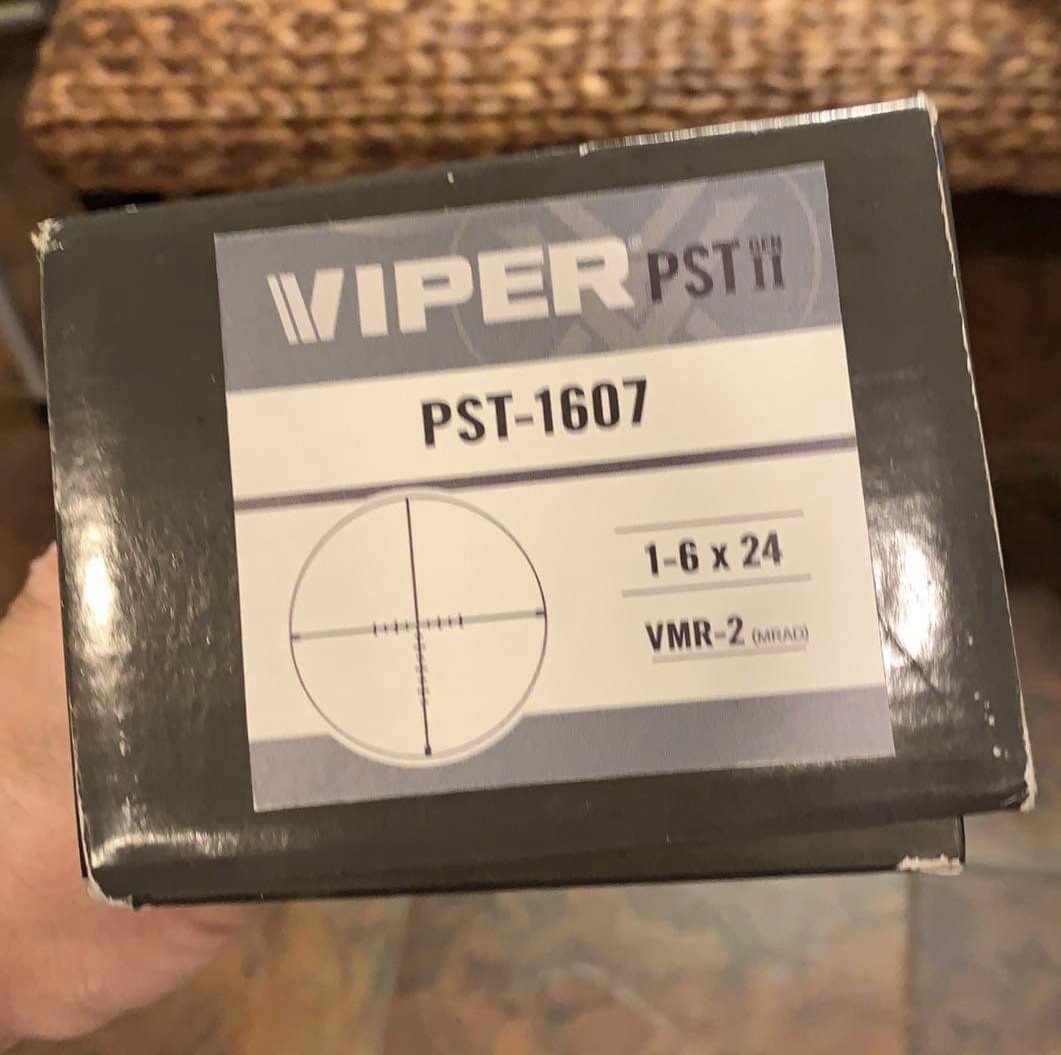 VIPER PST GEN II
PST-1607
1-6 x 24
VMR-2 (MRAD)